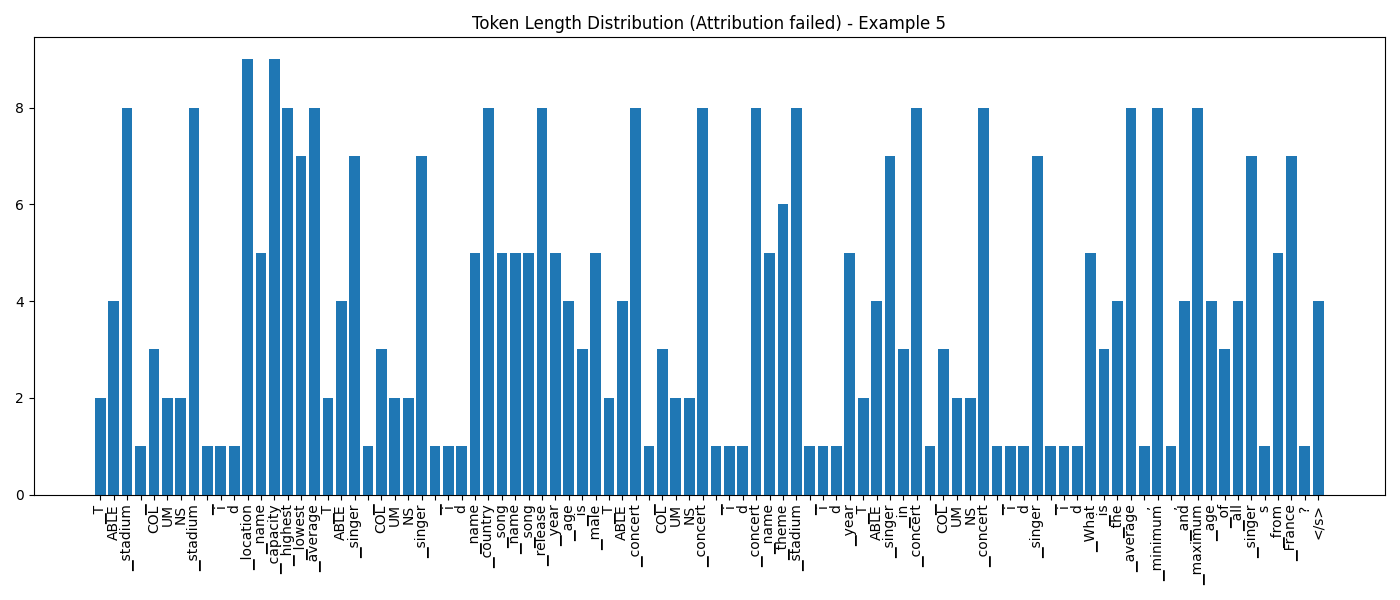 Token Length Distribution (Attribution failed) - Example 5
8
6
4
2
0
▁T
ABLE
▁stadium
▁
COL
UM
NS
▁stadium
▁
i
d
▁location
▁name
▁capacity
▁highest
▁lowest
▁average
▁T
ABLE
▁singer
▁
COL
UM
NS
▁singer
▁
i
d
▁name
▁country
▁song
▁name
▁song
▁release
▁year
▁age
▁is
▁male
▁T
ABLE
▁concert
▁
COL
UM
NS
▁concert
▁
i
d
▁concert
▁name
▁theme
▁stadium
▁
i
d
▁year
▁T
ABLE
▁singer
▁in
▁concert
▁
COL
UM
NS
▁concert
▁
i
d
▁singer
▁
i
d
▁What
▁is
▁the
▁average
,
▁minimum
,
▁and
▁maximum
▁age
▁of
▁all
▁singer
s
▁from
▁France
?
</s>